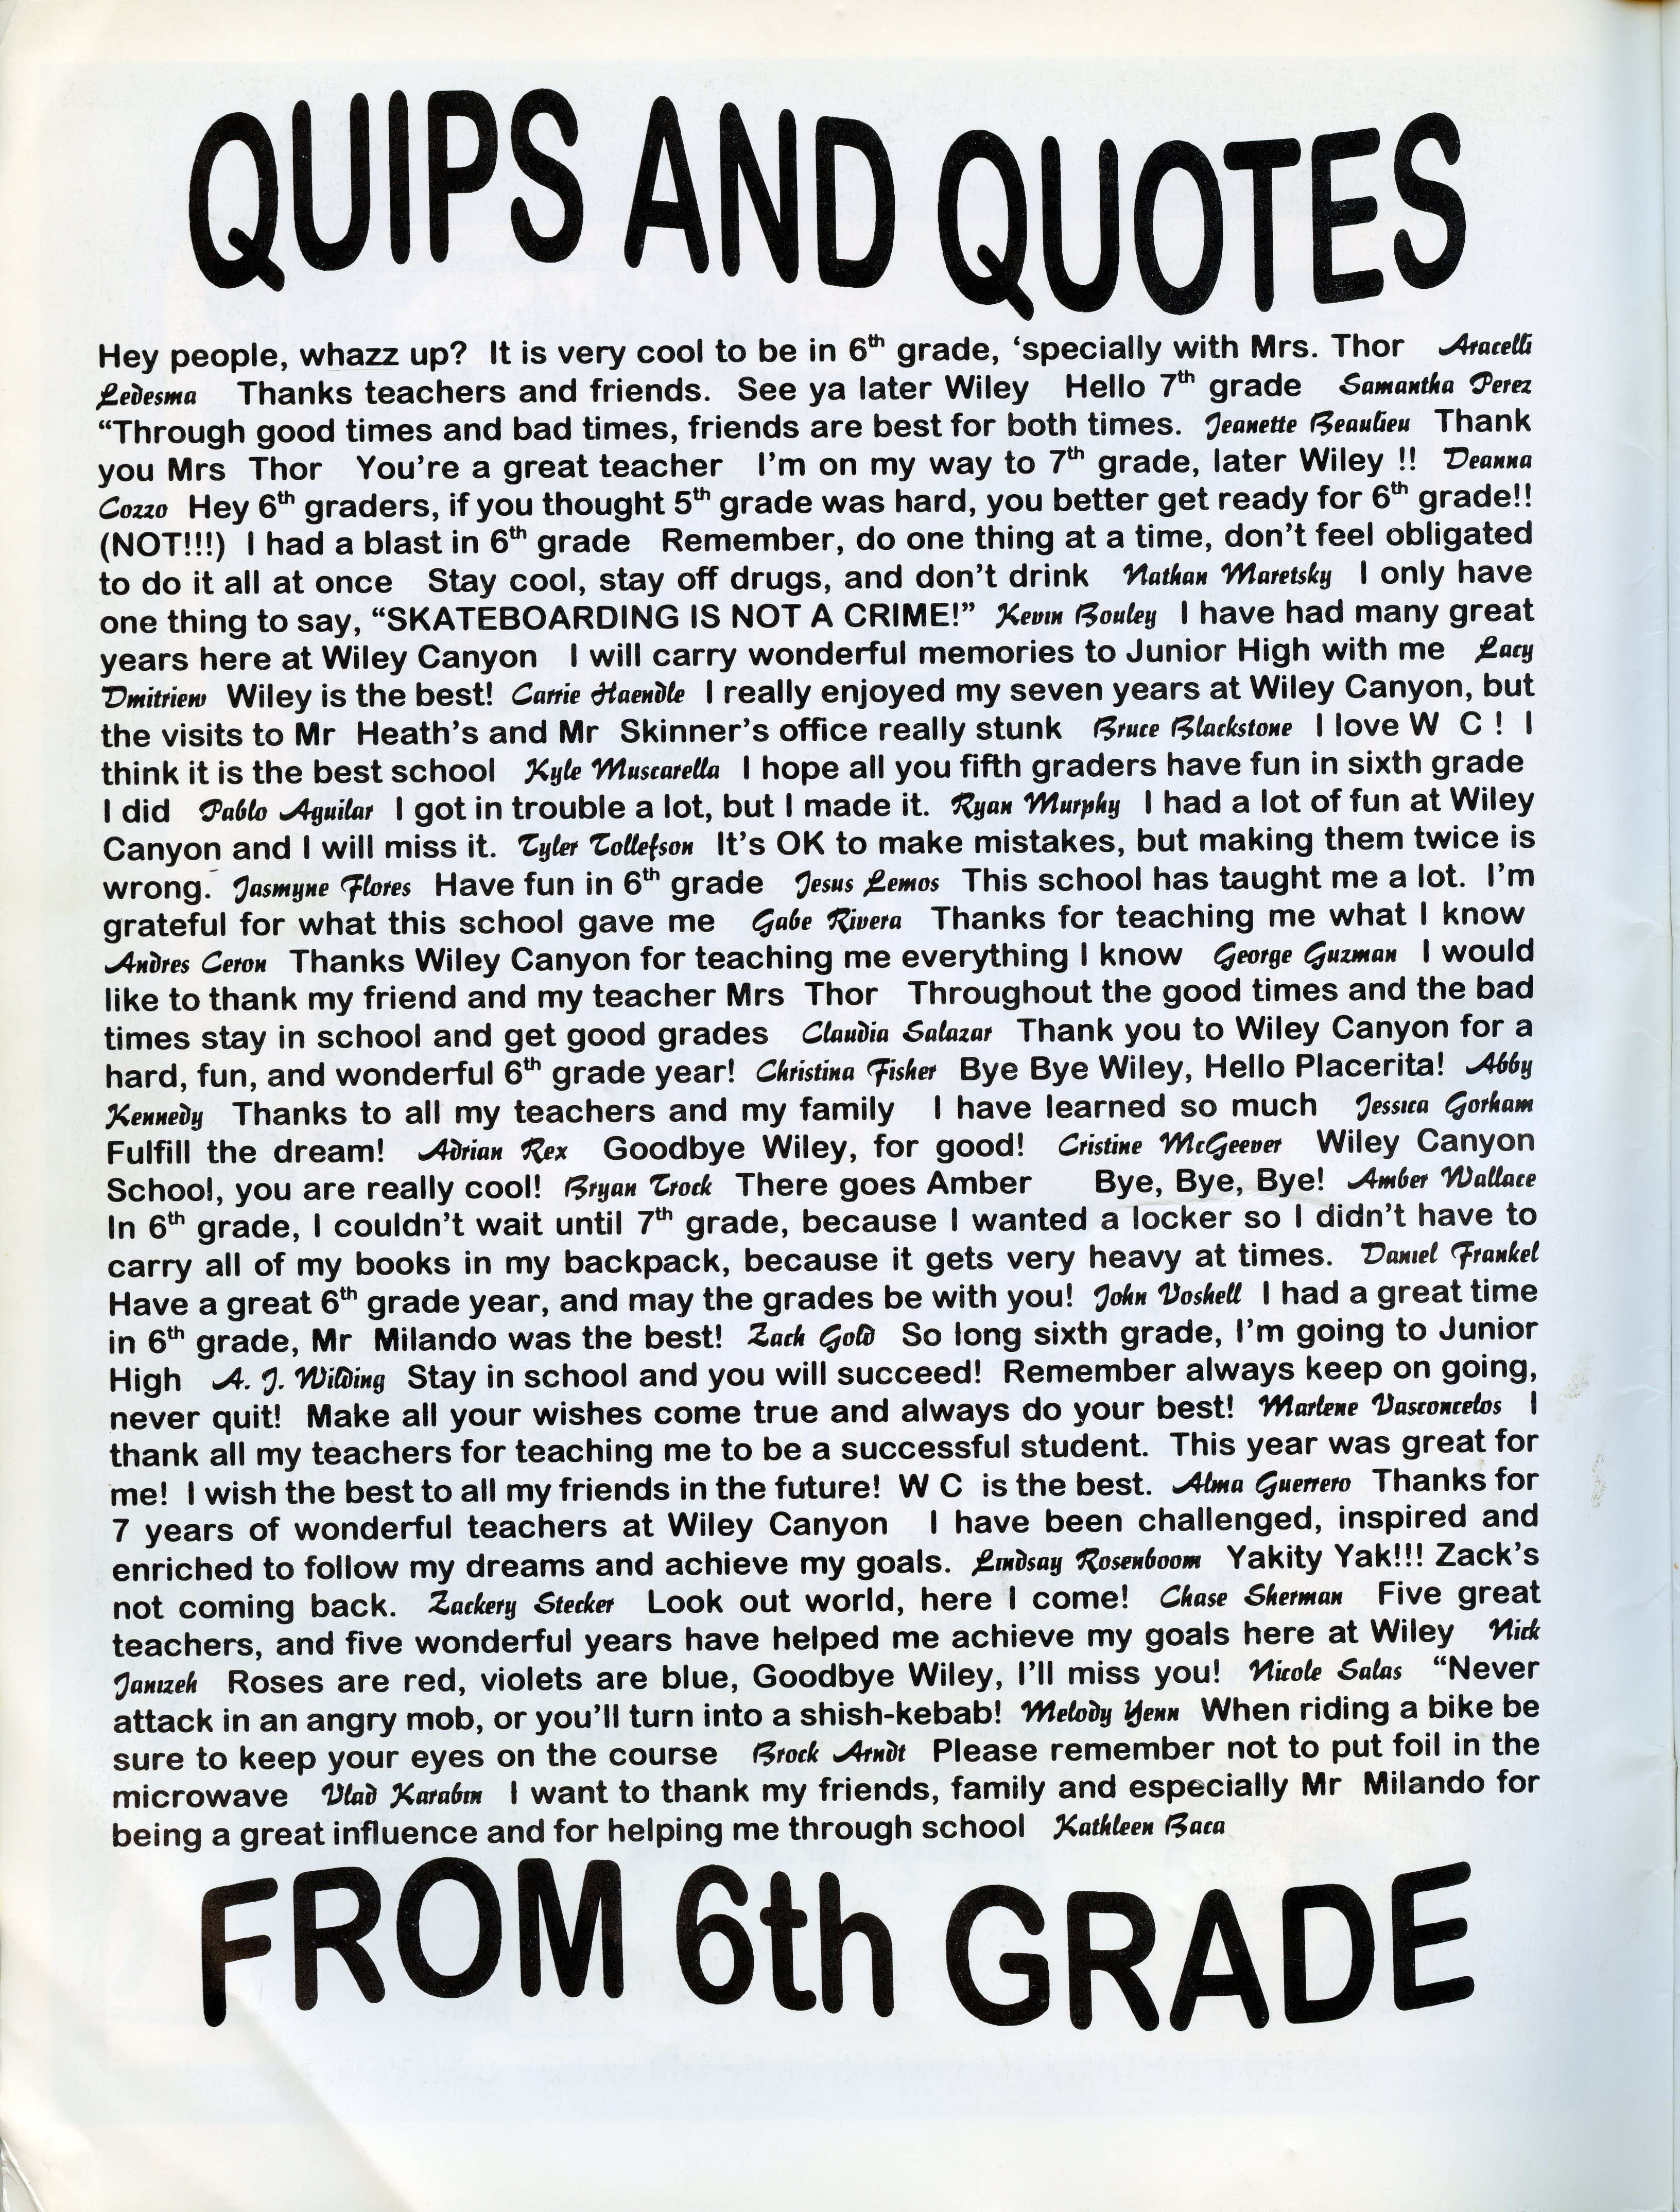 QUIPS AND QUOTES
Hey people, whazz up? It is very cool to be in 6th grade, ‘specially with Mrs. Thor Aracelli
Ledesma Thanks teachers and friends. See ya later Wiley Hello 7th grade Samantha Perez
“Through good times and bad times, friends are best for both times. Jeanette Beaulieu Thank
you Mrs Thor You're a great teacher I'm on my way to 7th grade, later Wiley !! Deanna
Cozzo Hey 6th graders, if you thought 5th grade was hard, you better get ready for 6th grade!!
(NOT!!!) I had a blast in 6th grade Remember, do one thing at a time, don't feel obligated
to do it all at once Stay cool, stay off drugs, and don't drink Nathan Maretsky I only have
one thing to say, “SKATEBOARDING IS NOT A CRIME!” Kevin Bouley I have had many great
years here at Wiley Canyon I will carry wonderful memories to Junior High with me Lacy
Dmitriew Wiley is the best! Carrie Haendle I really enjoyed my seven years at Wiley Canyon, but
the visits to Mr Heath's and Mr Skinner's office really stunk Bruce Blackstone I love W C ! I
think it is the best school Kyle Muscarella I hope all you fifth graders have fun in sixth grade
I did Pablo Aguilar I got in trouble a lot, but I made it. Ryan Murphy I had a lot of fun at Wiley
Canyon and I will miss it. Tyler Tollefson It's OK to make mistakes, but making them twice is
wrong. Jasmyne Flores Have fun in 6th grade Jesus Lemos This school has taught me a lot. I'm
grateful for what this school gave me Gabe Rivera Thanks for teaching me what I know
Andres Ceron Thanks Wiley Canyon for teaching me everything I know George Guzman I would
like to thank my friend and my teacher Mrs Thor Throughout the good times and the bad
times stay in school and get good grades Claudia Salazar Thank you to Wiley Canyon for a
hard, fun, and wonderful 6th grade year! Christina Fisher Bye Bye Wiley, Hello Placerita! Abby
Kennedy Thanks to all my teachers and my family I have learned so much Jessica Gorham
Fulfill the dream! Adrian Rex Goodbye Wiley, for good! Cristine McGeever Wiley Canyon
School, you are really cool! Bryan Trock There goes Amber Bye, Bye, Bye! Amber Wallace
In 6th grade, I couldn't wait until 7th grade, because I wanted a locker so I didn't have to
carry all of my books in my backpack, because it gets very heavy at times. Daniel Frankel
Have a great 6th grade year, and may the grades be with you! John Voshell I had a great time
in 6th grade, Mr Milando was the best! Zach Gold So long sixth grade, I'm going to Junior
High A. J. Wilding Stay in school and you will succeed! Remember always keep on going,
never quit! Make all your wishes come true and always do your best! Marlene Vasconcelos I
thank all my teachers for teaching me to be a successful student. This year was great for
me! I wish the best to all my friends in the future! W C is the best. Alma Guerrero Thanks for
7 years of wonderful teachers at Wiley Canyon I have been challenged, inspired and
enriched to follow my dreams and achieve my goals. Lindsay Rosenboom Yakity Yak!!! Zack's
not coming back. Zackery Stecker Look out world, here I come! Chase Sherman Five great
teachers, and five wonderful years have helped me achieve my goals here at Wiley Nick
Janizeh Roses are red, violets are blue, Goodbye Wiley, I'll miss you! Nicole Salas “Never
attack in an angry mob, or you'll turn into a shish-kebab! Melody Yenn When riding a bike be
sure to keep your eyes on the course Brock Arndt Please remember not to put foil in the
microwave Vlad Karabin I want to thank my friends, family and especially Mr Milando for
being a great influence and for helping me through school Kathleen Baca
FROM 6th GRADE